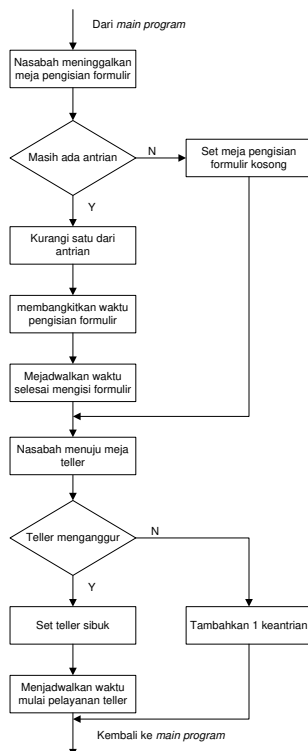 Dari main program
Nasabah meninggalkan
meja pengisian formulir
Masih ada antrian
N
Set meja pengisian
formulir kosong
Y
Kurangi satu dari
antrian
membangkitkan waktu
pengisian formulir
Mejadwalkan waktu
selesai mengisi formulir
Nasabah menuju meja
teller
Teller menganggur
N
Y
Set teller sibuk
Tambahkan 1 keantrian
Menjadwalkan waktu
mulai pelayanan teller
Kembali ke main program